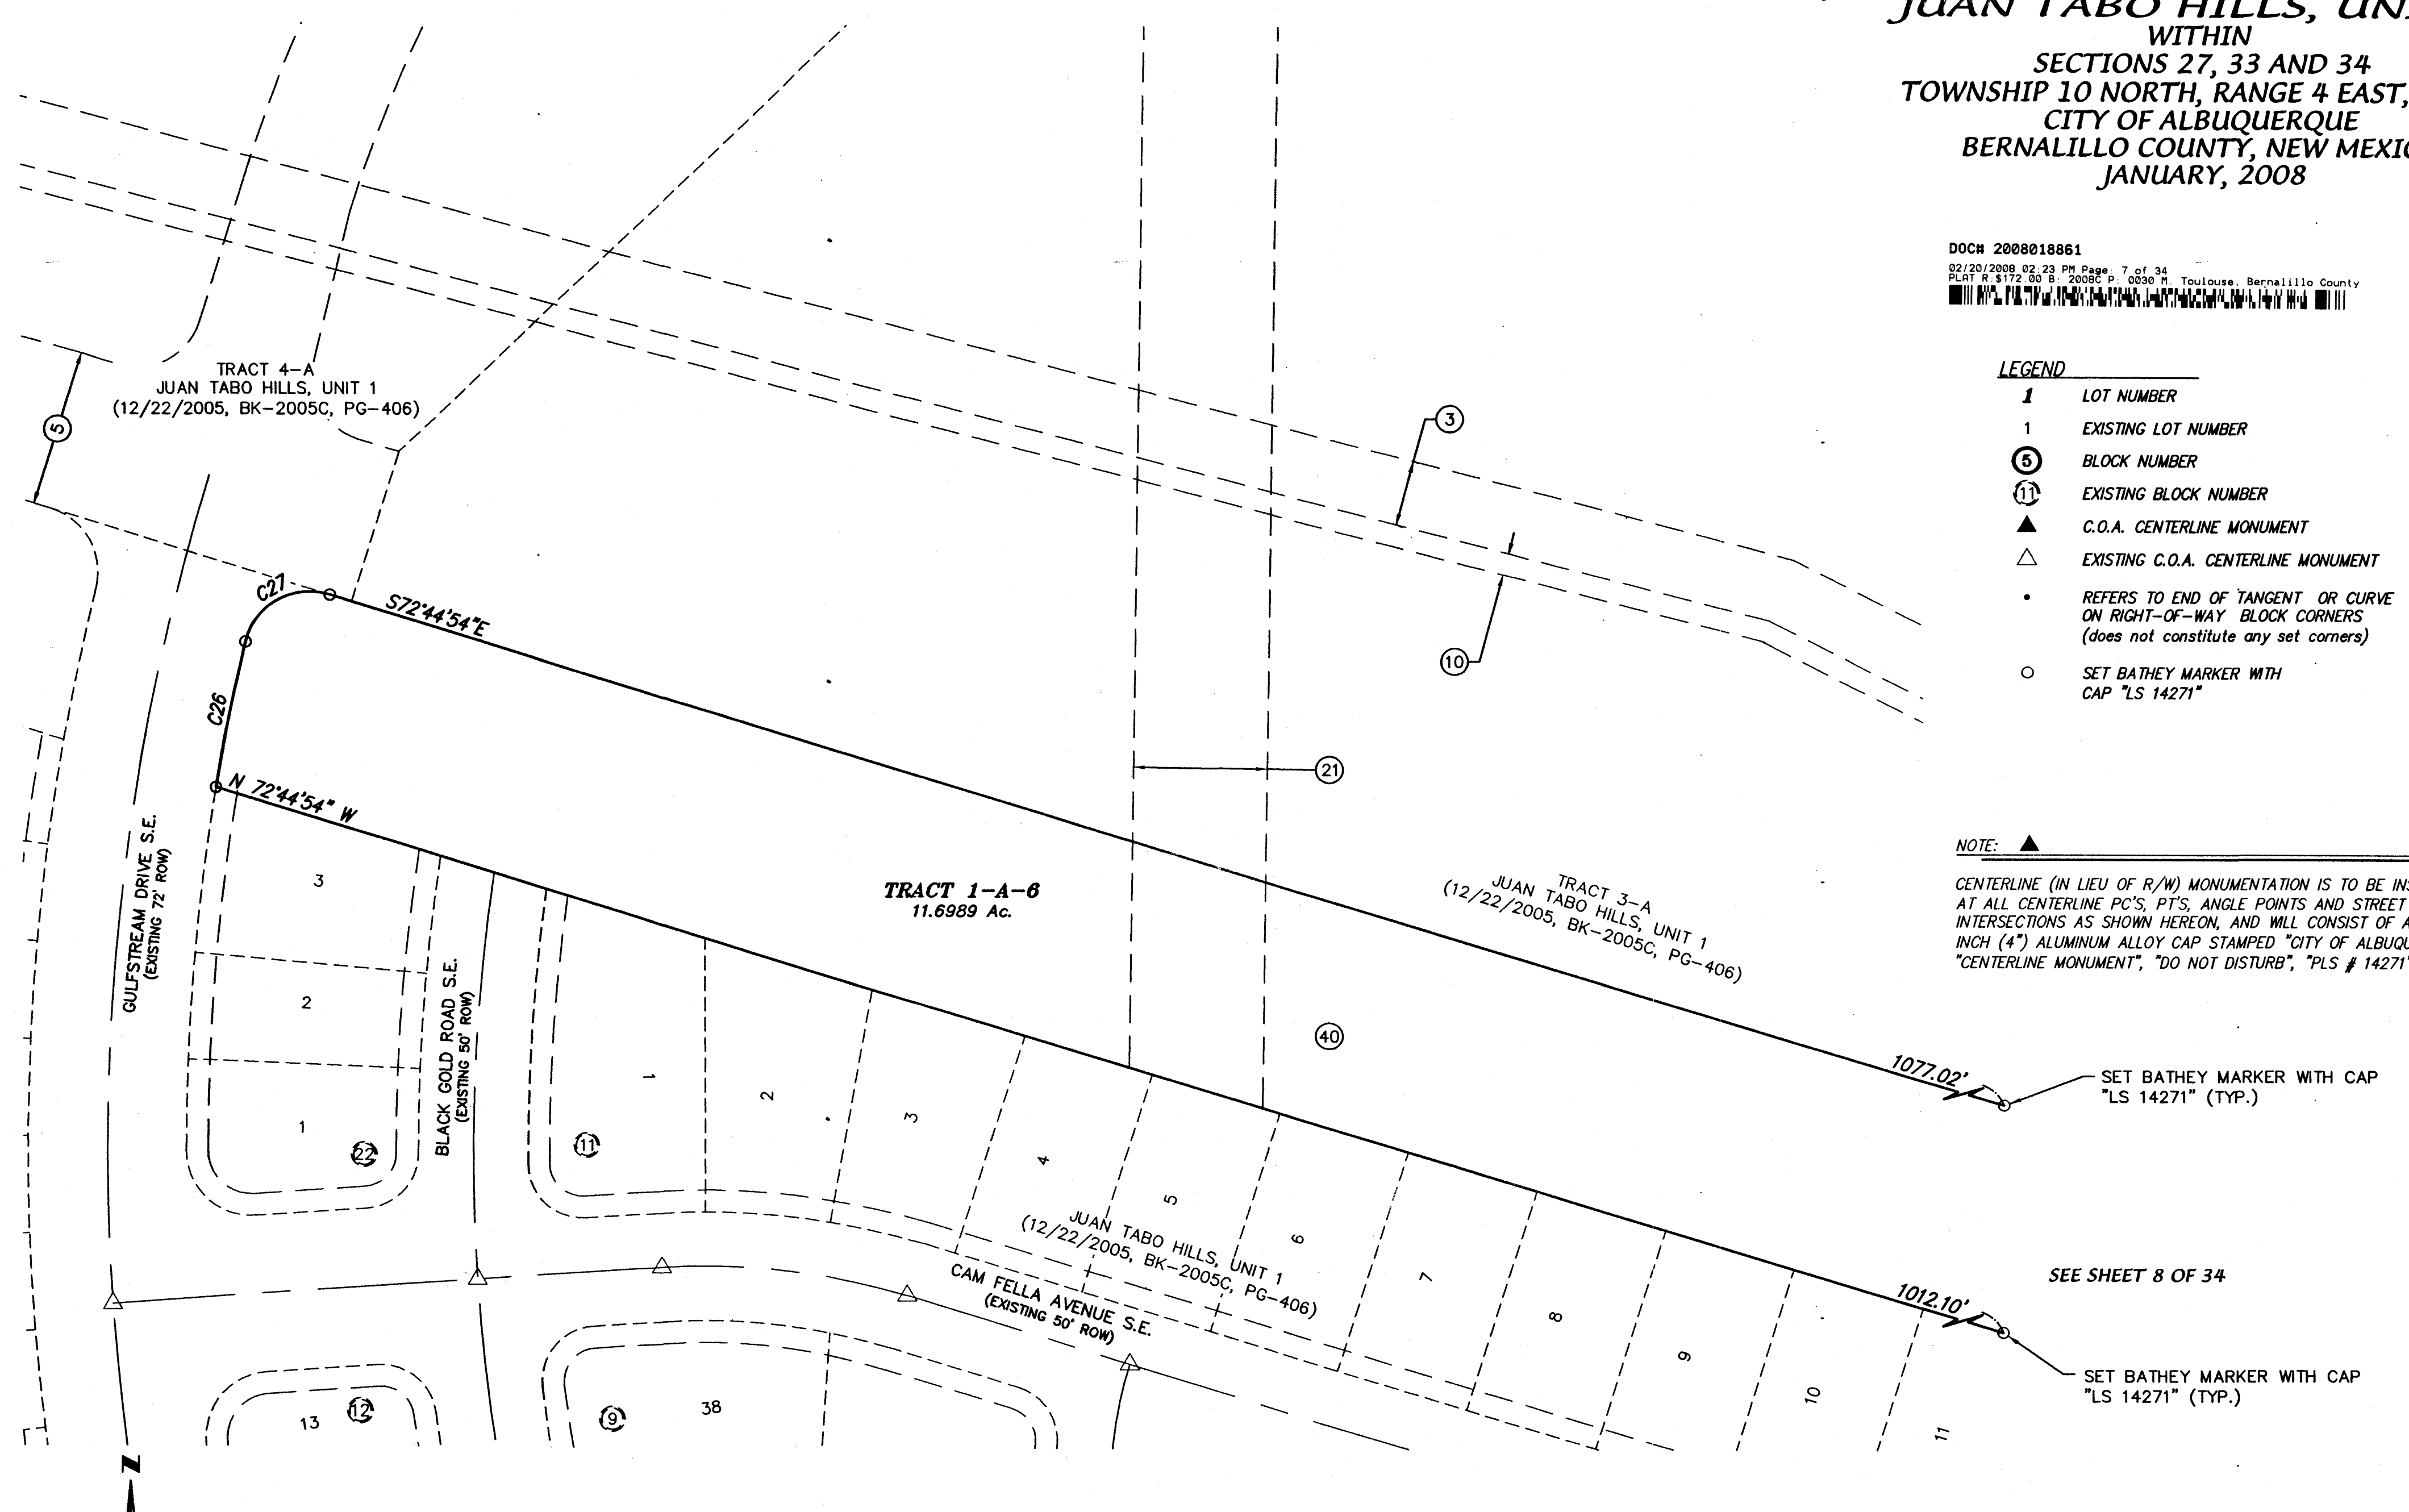 JUAN TABO HILLS,
WITHIN
SECTIONS 27, 33 AND 34
TOWNSHIP 10 NORTH, RANGE 4 EAST,
CITY OF ALBUQUERQUE
BERNALILLO COUNTY, NEW
JANUARY, 2008
DOC# 2008018861
02/20/2008 02:23 PM Page: 7 of 34
PLAT R:$172.00 B: 2008C P: 0030 M. Toulouse, Bernalillo County
LEGEND
1 LOT NUMBER
1 EXISTING LOT NUMBER
5 BLOCK NUMBER
11 EXISTING BLOCK NUMBER
C.O.A. CENTERLINE MONUMENT
EXISTING C.O.A. CENTERLINE MONUMENT
REFERS TO END OF TANGENT OR CURVE
ON RIGHT-OF-WAY BLOCK CORNERS
(does not constitute any set corners)
SET BATHEY MARKER WITH
CAP "LS 14271"
NOTE:
CENTERLINE (IN LIEU OF R/W) MONUMENTATION IS TO BE
AT ALL CENTERLINE PC'S, PT'S, ANGLE POINTS AND STREET
INTERSECTIONS AS SHOWN HEREON, AND WILL CONSIST OF
INCH (4") ALUMINUM ALLOY CAP STAMPED "CITY OF
"CENTERLINE MONUMENT", "DO NOT DISTURB", "PLS # 14271"
TRACT 4-A
JUAN TABO HILLS, UNIT 1
(12/22/2005, BK-2005C, PG-406)
5
3
10
21
C27
S72°44'54"E
C26
N 72°44'54" W
GULFSTREAM DRIVE S.E.
(EXISTING 72' ROW)
3
2
1
22
BLACK GOLD ROAD S.E.
(EXISTING 50' ROW)
TRACT 1-A-6
11.6989 Ac.
TRACT 3-A
JUAN TABO HILLS, UNIT 1
(12/22/2005, BK-2005C, PG-406)
40
1077.02'
SET BATHEY MARKER WITH CAP
"LS 14271" (TYP.)
11
1
2
3
4
5
6
7
8
9
10
11
JUAN TABO HILLS, UNIT 1
(12/22/2005, BK-2005C, PG-406)
CAM FELLA AVENUE S.E.
(EXISTING 50' ROW)
SEE SHEET 8 OF 34
1012.10'
SET BATHEY MARKER WITH CAP
"LS 14271" (TYP.)
13
12
9
38
N